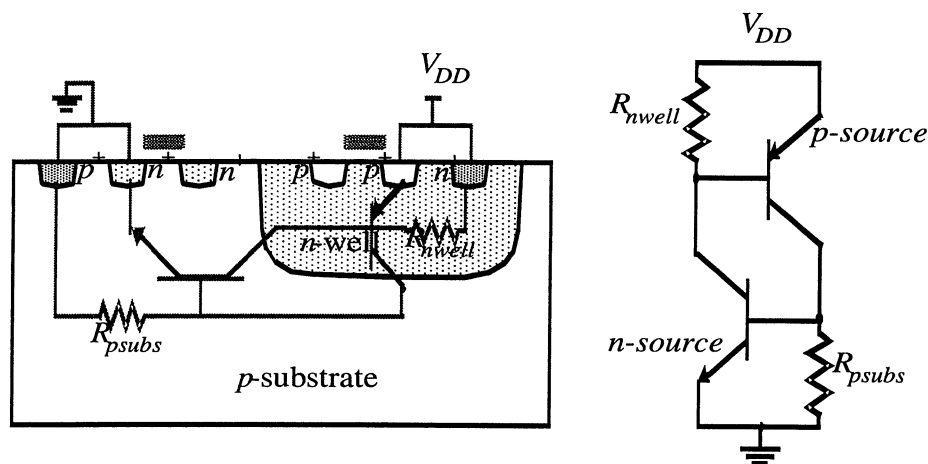 V_DD
p + n + n + p + p + n +
n-well
R_nwell
R_psubs
p-substrate
V_DD
R_nwell
p-source
n-source
R_psubs